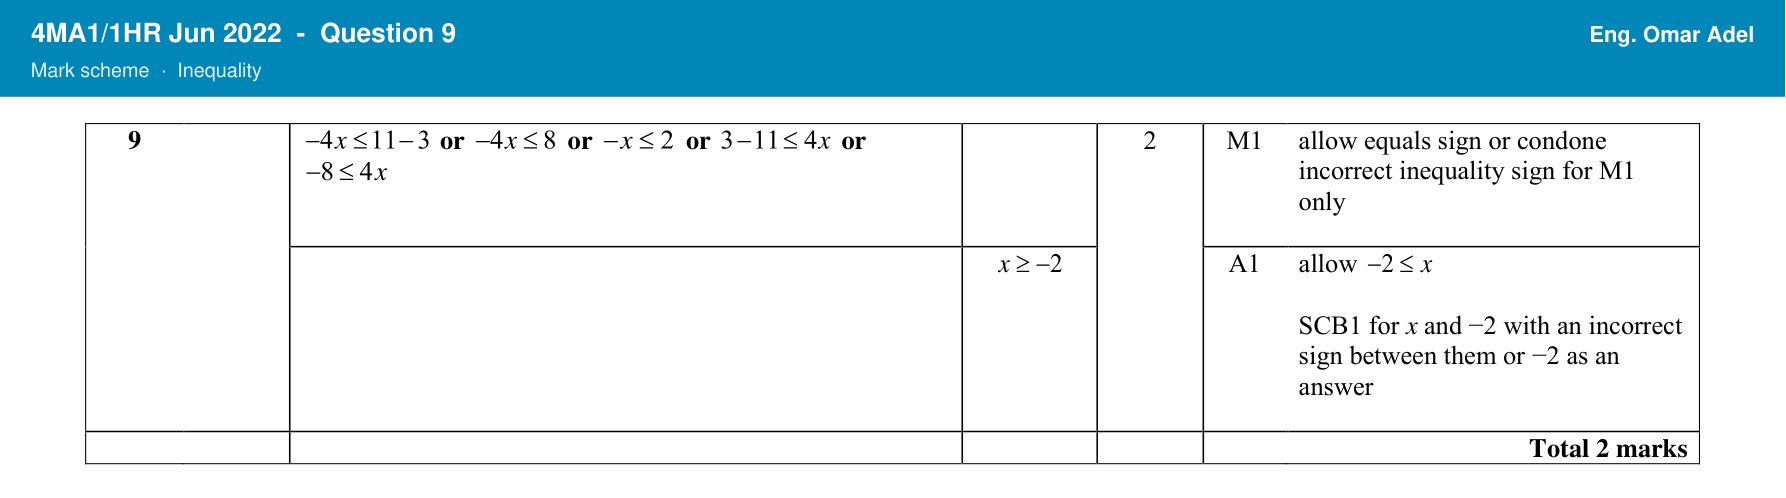 4MA1/1HR Jun 2022 - Question 9
Eng. Omar Adel
Mark scheme · Inequality
9
−4x ≤ 11 − 3 or −4x ≤ 8 or −x ≤ 2 or 3 − 11 ≤ 4x or
−8 ≤ 4x
2
M1
allow equals sign or condone
incorrect inequality sign for M1
only
x ≥ −2
A1
allow −2 ≤ x
SCB1 for x and −2 with an incorrect
sign between them or −2 as an
answer
Total 2 marks